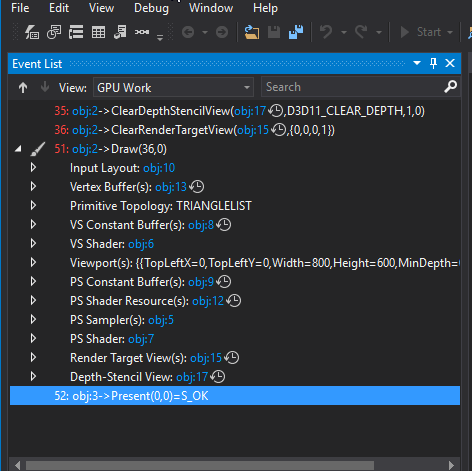 File Edit View Debug Window Help
Start
Event List
View: GPU Work Search
35: obj:2->ClearDepthStencilView(obj:17,D3D11_CLEAR_DEPTH,1,0)
36: obj:2->ClearRenderTargetView(obj:15,{0,0,0,1})
51: obj:2->Draw(36,0)
Input Layout: obj:10
Vertex Buffer(s): obj:13
Primitive Topology: TRIANGLELIST
VS Constant Buffer(s): obj:8
VS Shader: obj:6
Viewport(s): {{TopLeftX=0,TopLeftY=0,Width=800,Height=600,MinDepth=
PS Constant Buffer(s): obj:9
PS Shader Resource(s): obj:12
PS Sampler(s): obj:5
PS Shader: obj:7
Render Target View(s): obj:15
Depth-Stencil View: obj:17
52: obj:3->Present(0,0)=S_OK